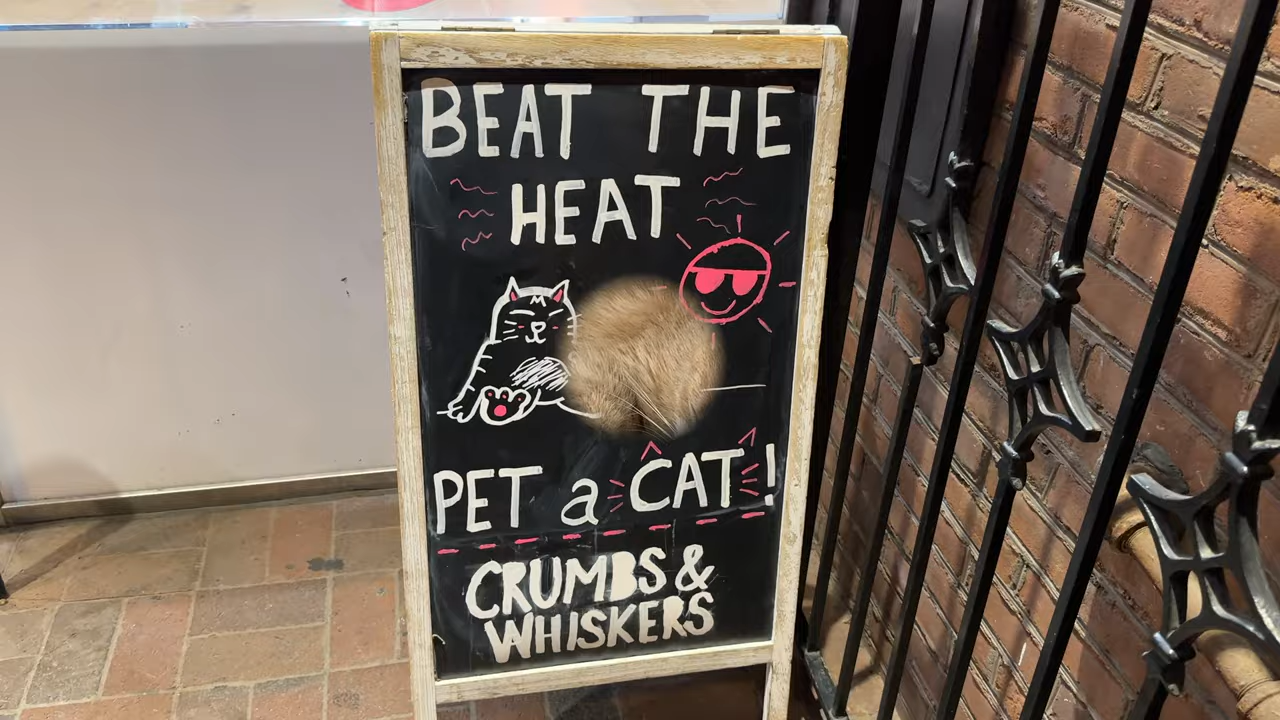 BEAT THE
HEAT
PET a CAT!
CRUMBS &
WHISKERS